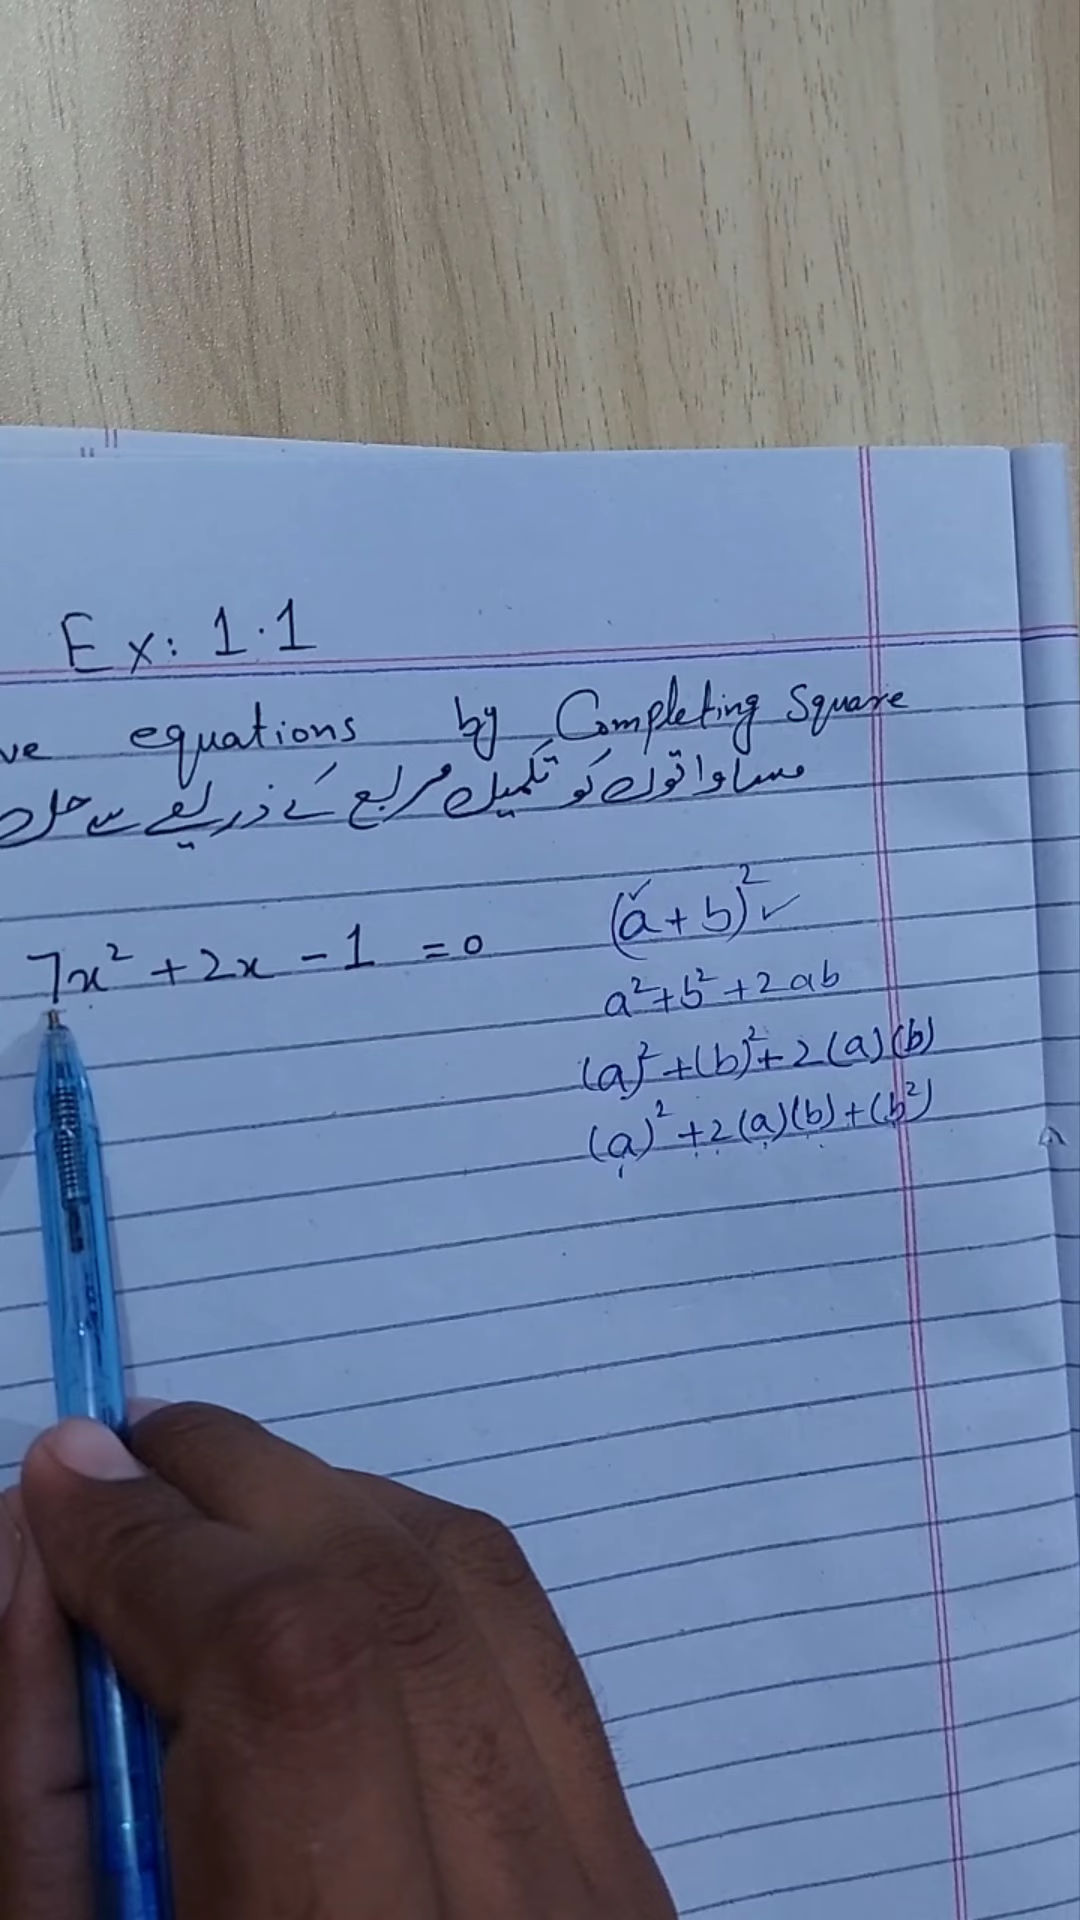 Ex: 1.1
ve equations by Completing Square
مساواتوں کو تکمیل مربع کے ذریعے سے حل
7x² + 2x - 1 = 0
(a + b)²
a² + b² + 2ab
(a)² + (b)² + 2(a)(b)
(a)² + 2(a)(b) + (b²)